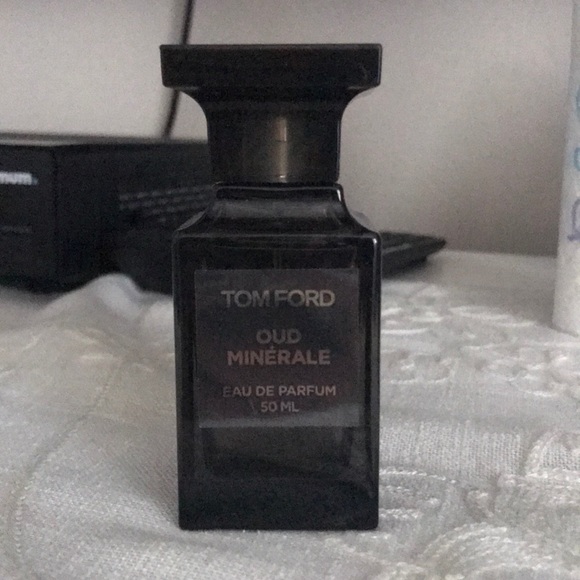 TOM FORD
OUD
MINÉRALE
EAU DE PARFUM
50 ML